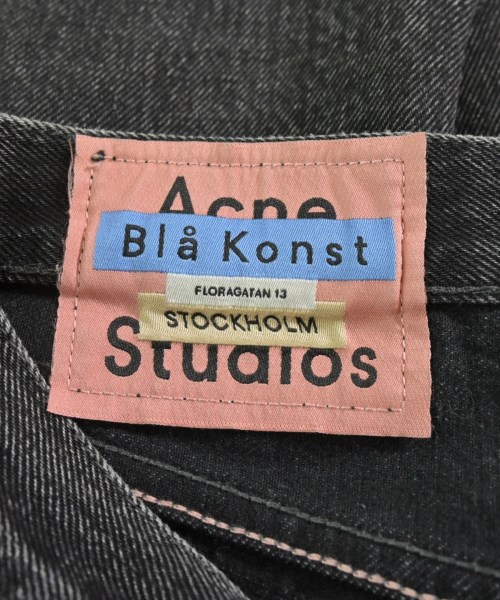 Acne
Blå Konst
FLORAGATAN 13
STOCKHOLM
Studios